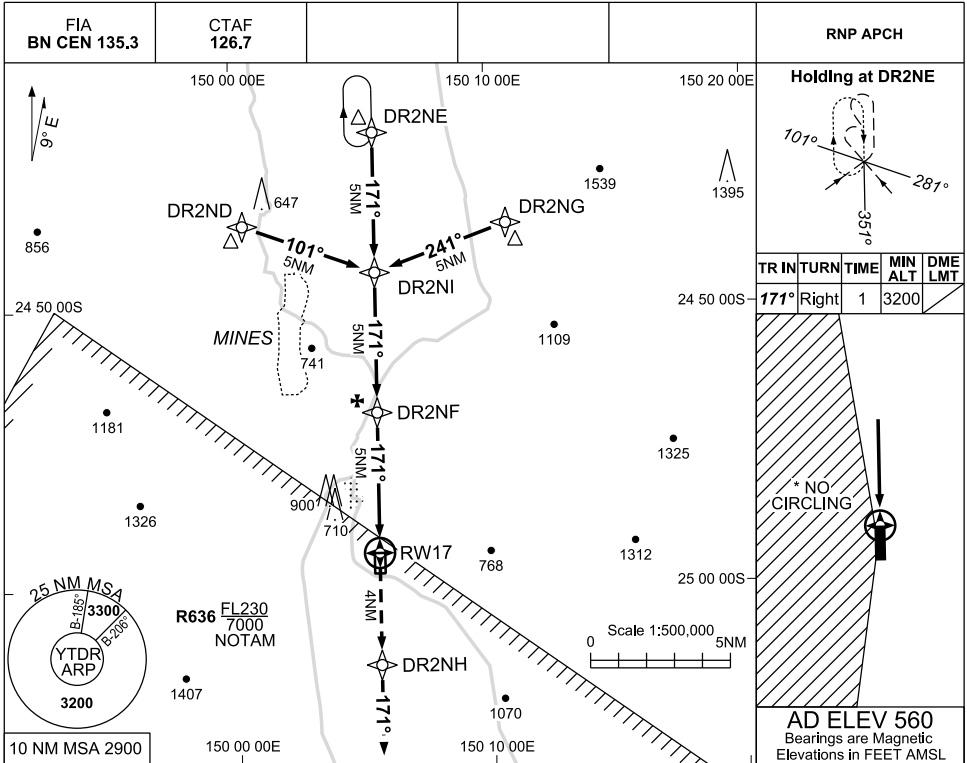 FIA
BN CEN 135.3
CTAF
126.7
RNP APCH
150 00 00E
150 10 00E
150 20 00E
Holding at DR2NE
9° E
DR2NE
101°
281°
351°
171°
5NM
1539
1395
647
DR2ND
DR2NG
856
101°
5NM
241°
5NM
DR2NI
TR IN
TURN
TIME
MIN ALT
DME LMT
171°
Right
1
3200
24 50 00S
24 50 00S
MINES
171°
5NM
1109
741
DR2NF
1181
171°
5NM
1325
* NO
CIRCLING
900
710
1326
RW17
768
1312
25 00 00S
25 NM MSA
B-185°
3300
B-206°
YTDR
ARP
3200
R636 FL230
7000
NOTAM
4NM
Scale 1:500,000
0
5NM
DR2NH
1407
171°
1070
10 NM MSA 2900
150 00 00E
150 10 00E
AD ELEV 560
Bearings are Magnetic
Elevations in FEET AMSL